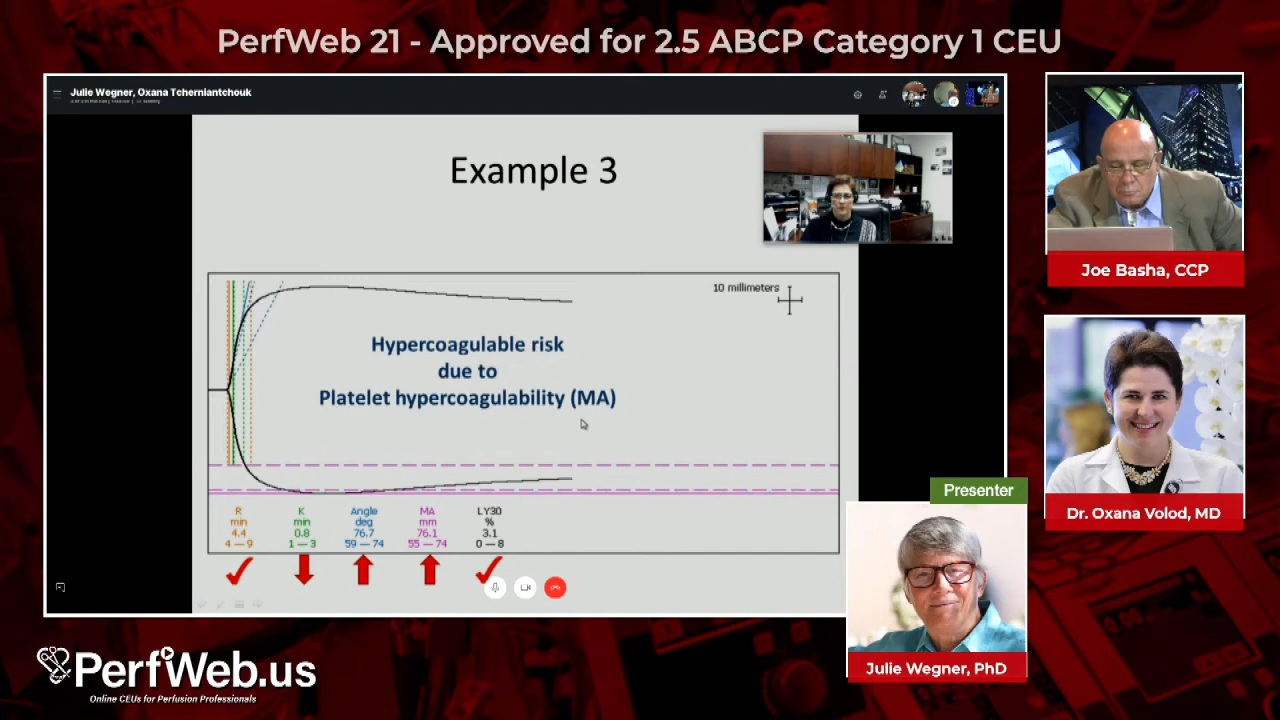 PerfWeb 21 - Approved for 2.5 ABCP Category 1 CEU
Julie Wegner, Oxana Tcherniantchouk
Example 3
10 millimeters
Hypercoagulable risk
due to
Platelet hypercoagulability (MA)
R K Angle MA LY30
min min deg mm %
4.4 0.8 76.7 76.1 3.1
4 — 9 1 — 3 59 — 74 55 — 74 0 — 8
Joe Basha, CCP
Dr. Oxana Volod, MD
Presenter
Julie Wegner, PhD
PerfWeb.us
Online CEUs for Perfusion Professionals